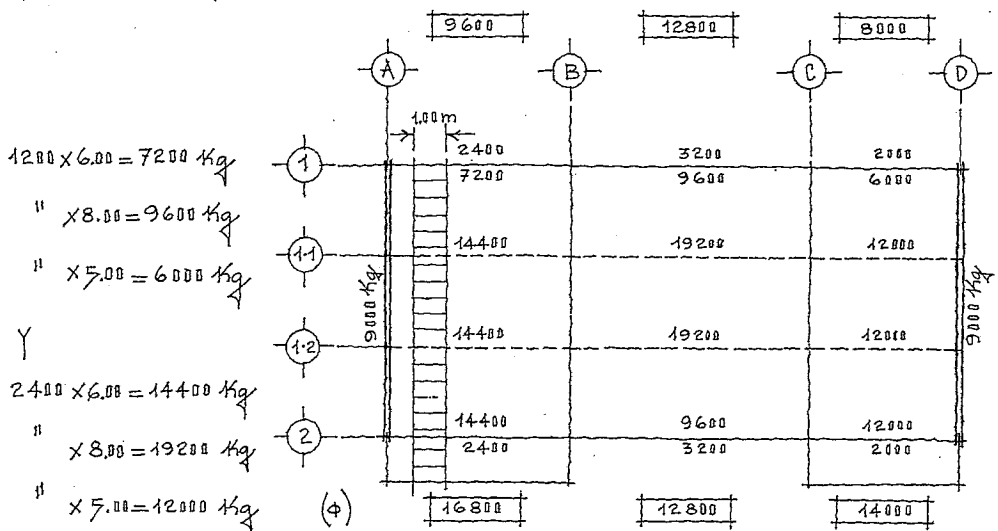 9600 12800 8000
A B C D
1.00 m
1200 x 6.00 = 7200 Kg
1 2400 3200 2000
7200 9600 6000
" x 8.00 = 9600 Kg
1-1 14400 19200 12000
" x 5.00 = 6000 Kg
9000 Kg 9000 Kg
Y
1-2 14400 19200 12000
2400 x 6.00 = 14400 Kg
2 14400 9600 12000
" x 8.00 = 19200 Kg
2400 3200 2000
" x 5.00 = 12000 Kg
(φ) 16800 12800 14000